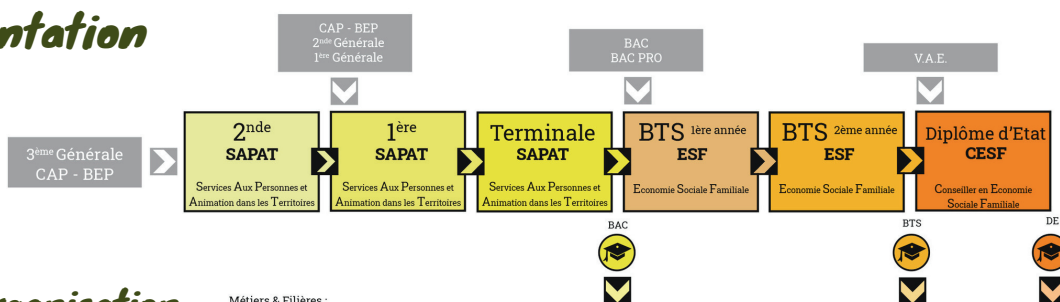 ntation
CAP - BEP
2nde Générale
1ère Générale
BAC
BAC PRO
V.A.E.
3ème Générale
CAP - BEP
2nde
SAPAT
Services Aux Personnes et
Animation dans les Territoires
1ère
SAPAT
Services Aux Personnes et
Animation dans les Territoires
Terminale
SAPAT
Services Aux Personnes et
Animation dans les Territoires
BTS 1ère année
ESF
Economie Sociale Familiale
BTS 2ème année
ESF
Economie Sociale Familiale
Diplôme d'Etat
CESF
Conseiller en Economie
Sociale Familiale
BAC
BTS
DE
Métiers & Filières :